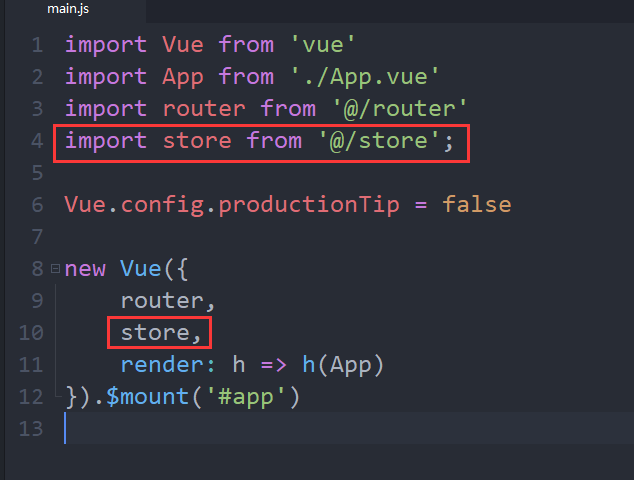 main.js
1 import Vue from 'vue'
2 import App from './App.vue'
3 import router from '@/router'
4 import store from '@/store';
5
6 Vue.config.productionTip = false
7
8 new Vue({
9 router,
10 store,
11 render: h => h(App)
12 }).$mount('#app')
13